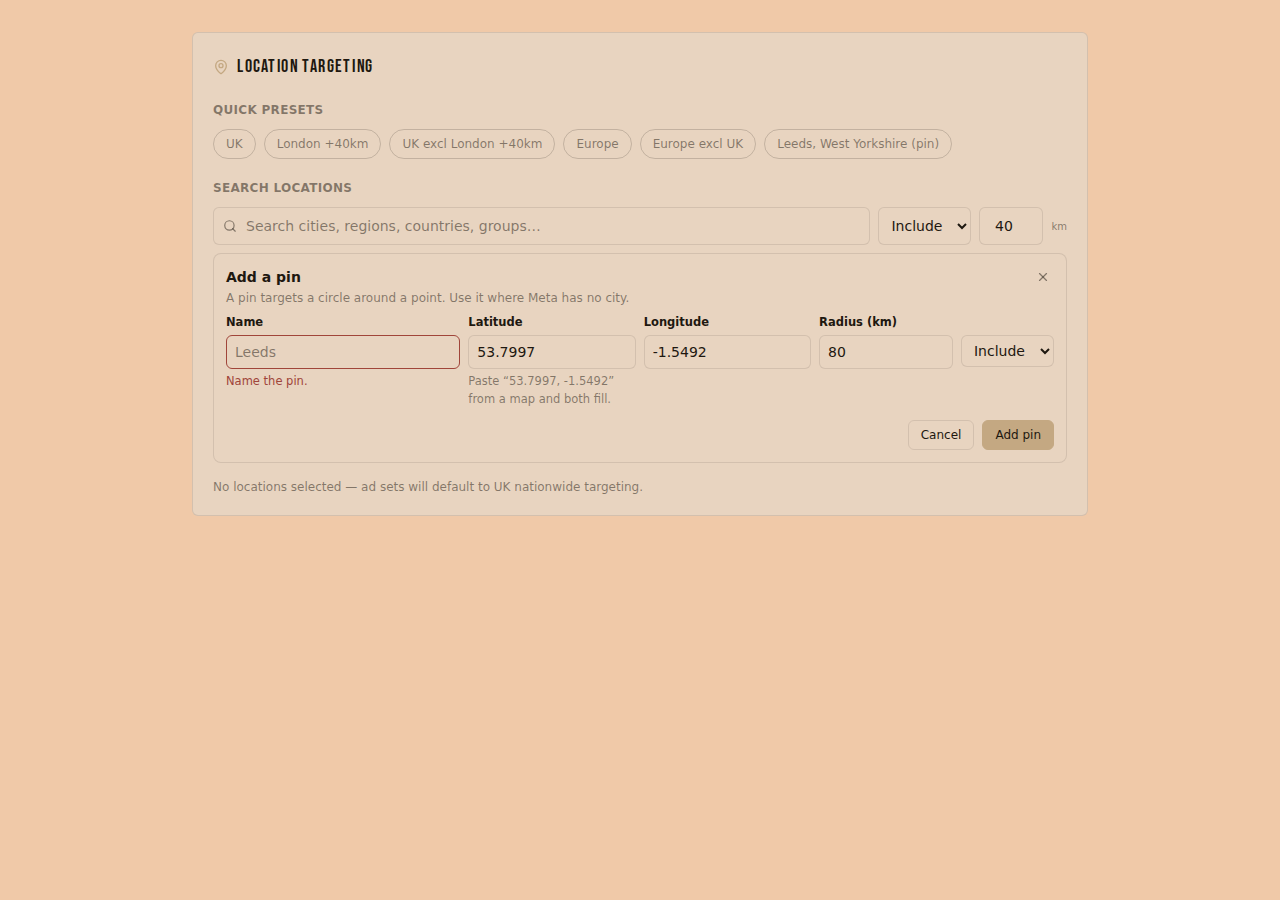 LOCATION TARGETING
QUICK PRESETS
UK
London +40km
UK excl London +40km
Europe
Europe excl UK
Leeds, West Yorkshire (pin)
SEARCH LOCATIONS
Search cities, regions, countries, groups...
Include
40
km
Add a pin
A pin targets a circle around a point. Use it where Meta has no city.
Name
Latitude
Longitude
Radius (km)
Leeds
53.7997
-1.5492
80
Include
Name the pin.
Paste “53.7997, -1.5492”
from a map and both fill.
Cancel
Add pin
No locations selected — ad sets will default to UK nationwide targeting.